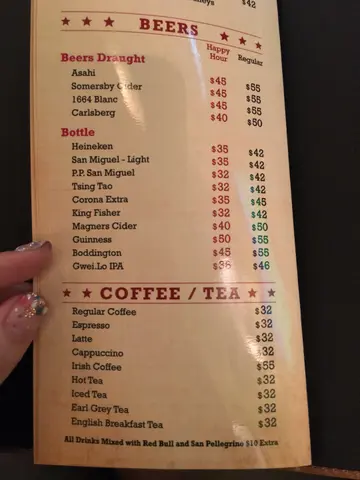 $42
BEERS
Happy Hour Regular
Beers Draught
Asahi $45 $55
Somersby Cider $45 $55
1664 Blanc $45 $55
Carlsberg $40 $50
Bottle
Heineken $35 $42
San Miguel - Light $35 $42
P.P. San Miguel $32 $42
Tsing Tao $32 $42
Corona Extra $35 $45
King Fisher $32 $42
Magners Cider $40 $50
Guinness $50 $55
Boddington $45 $55
Gwei.Lo IPA $36 $46
COFFEE / TEA
Regular Coffee $32
Espresso $32
Latte $32
Cappuccino $32
Irish Coffee $55
Hot Tea $32
Iced Tea $32
Earl Grey Tea $32
English Breakfast Tea $32
All Drinks Mixed with Red Bull and San Pellegrine $10 Extra